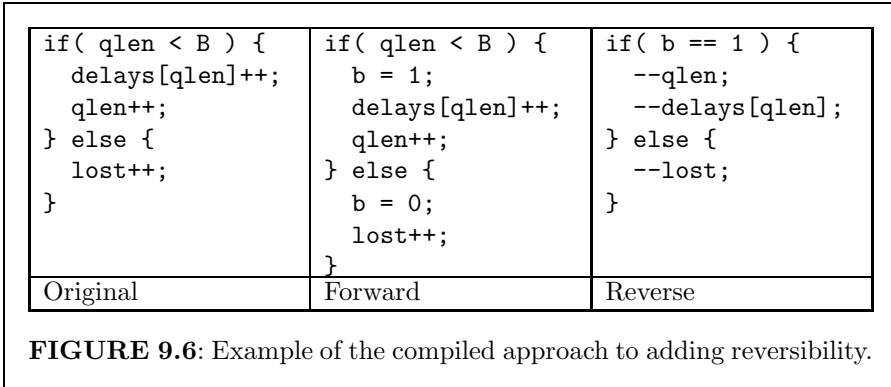 if( qlen < B ) {
  delays[qlen]++;
  qlen++;
} else {
  lost++;
}
Original
if( qlen < B ) {
  b = 1;
  delays[qlen]++;
  qlen++;
} else {
  b = 0;
  lost++;
}
Forward
if( b == 1 ) {
  --qlen;
  --delays[qlen];
} else {
  --lost;
}
Reverse
FIGURE 9.6: Example of the compiled approach to adding reversibility.